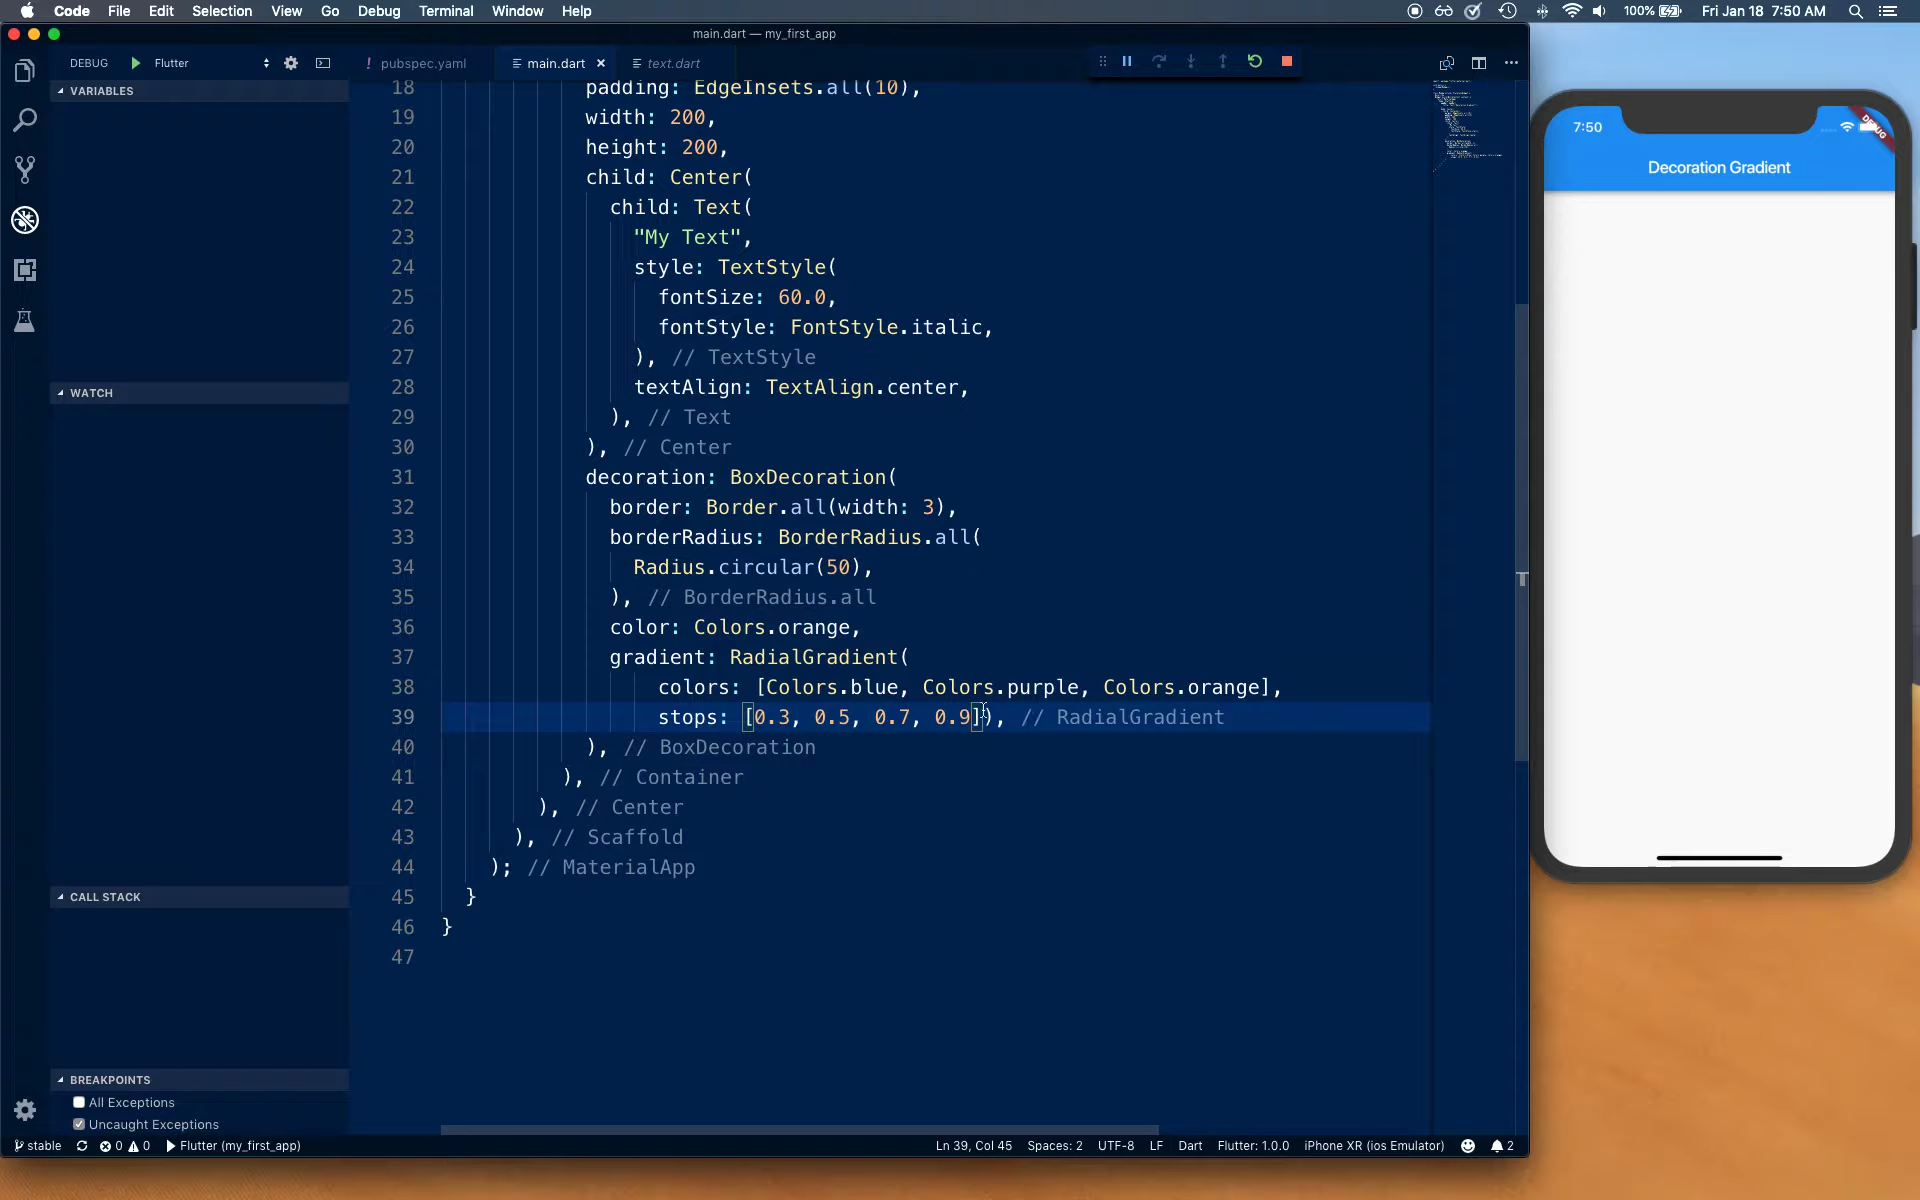 Code File Edit Selection View Go Debug Terminal Window Help
100% Fri Jan 18 7:50 AM
main.dart — my_first_app
DEBUG Flutter
! pubspec.yaml main.dart × text.dart
VARIABLES
WATCH
CALL STACK
BREAKPOINTS
All Exceptions
Uncaught Exceptions
18 padding: EdgeInsets.all(10),
19 width: 200,
20 height: 200,
21 child: Center(
22 child: Text(
23 "My Text",
24 style: TextStyle(
25 fontSize: 60.0,
26 fontStyle: FontStyle.italic,
27 ), // TextStyle
28 textAlign: TextAlign.center,
29 ), // Text
30 ), // Center
31 decoration: BoxDecoration(
32 border: Border.all(width: 3),
33 borderRadius: BorderRadius.all(
34 Radius.circular(50),
35 ), // BorderRadius.all
36 color: Colors.orange,
37 gradient: RadialGradient(
38 colors: [Colors.blue, Colors.purple, Colors.orange],
39 stops: [0.3, 0.5, 0.7, 0.9]), // RadialGradient
40 ), // BoxDecoration
41 ), // Container
42 ), // Center
43 ), // Scaffold
44 ); // MaterialApp
45 }
46 }
47
stable 0 0 Flutter (my_first_app) Ln 39, Col 45 Spaces: 2 UTF-8 LF Dart Flutter: 1.0.0 iPhone XR (ios Emulator) 2
7:50
DEBUG
Decoration Gradient